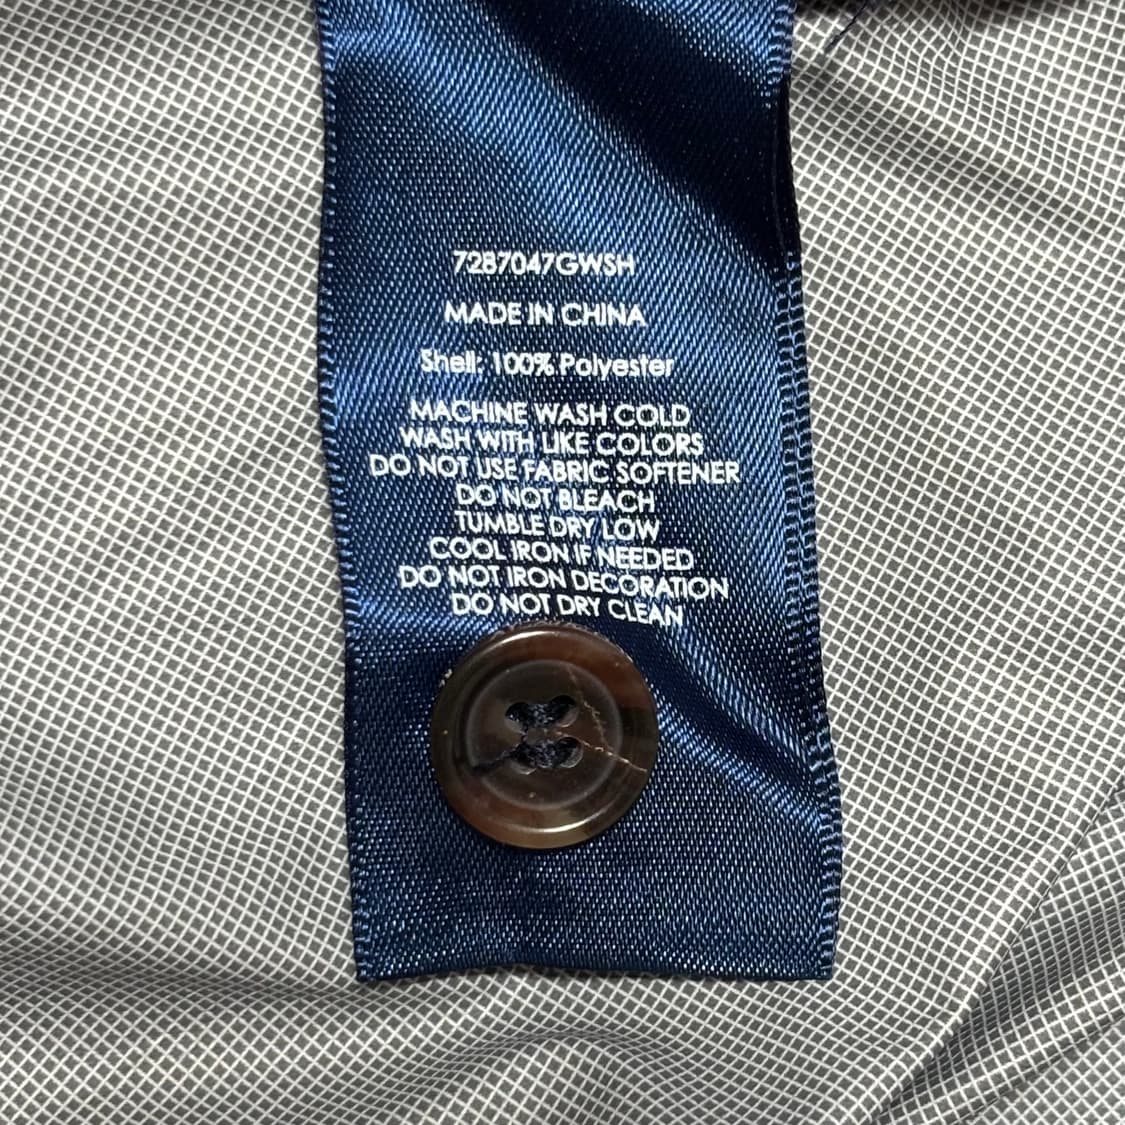 7287047GWSH
MADE IN CHINA
Shell: 100% Polyester
MACHINE WASH COLD
WASH WITH LIKE COLORS
DO NOT USE FABRIC SOFTENER
DO NOT BLEACH
TUMBLE DRY LOW
COOL IRON IF NEEDED
DO NOT IRON DECORATION
DO NOT DRY CLEAN